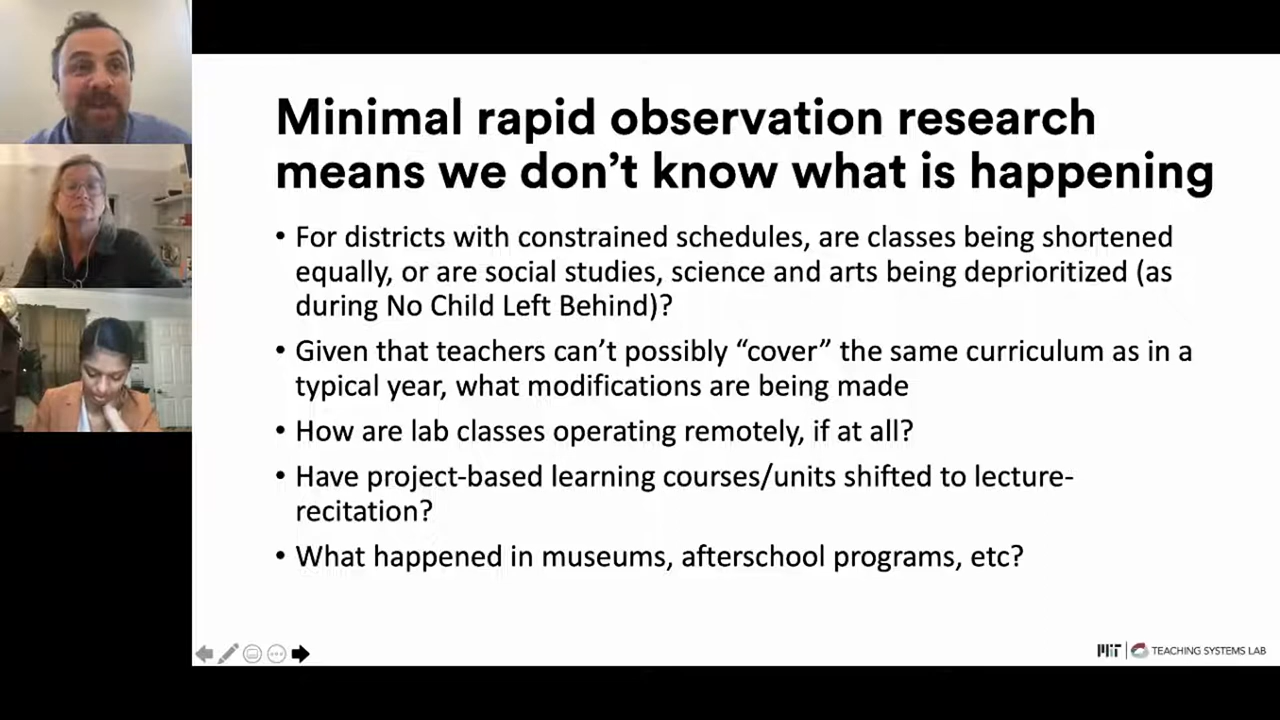 Minimal rapid observation research
means we don’t know what is happening
• For districts with constrained schedules, are classes being shortened
equally, or are social studies, science and arts being deprioritized (as
during No Child Left Behind)?
• Given that teachers can’t possibly “cover” the same curriculum as in a
typical year, what modifications are being made
• How are lab classes operating remotely, if at all?
• Have project-based learning courses/units shifted to lecture-
recitation?
• What happened in museums, afterschool programs, etc?
MIT | TEACHING SYSTEMS LAB